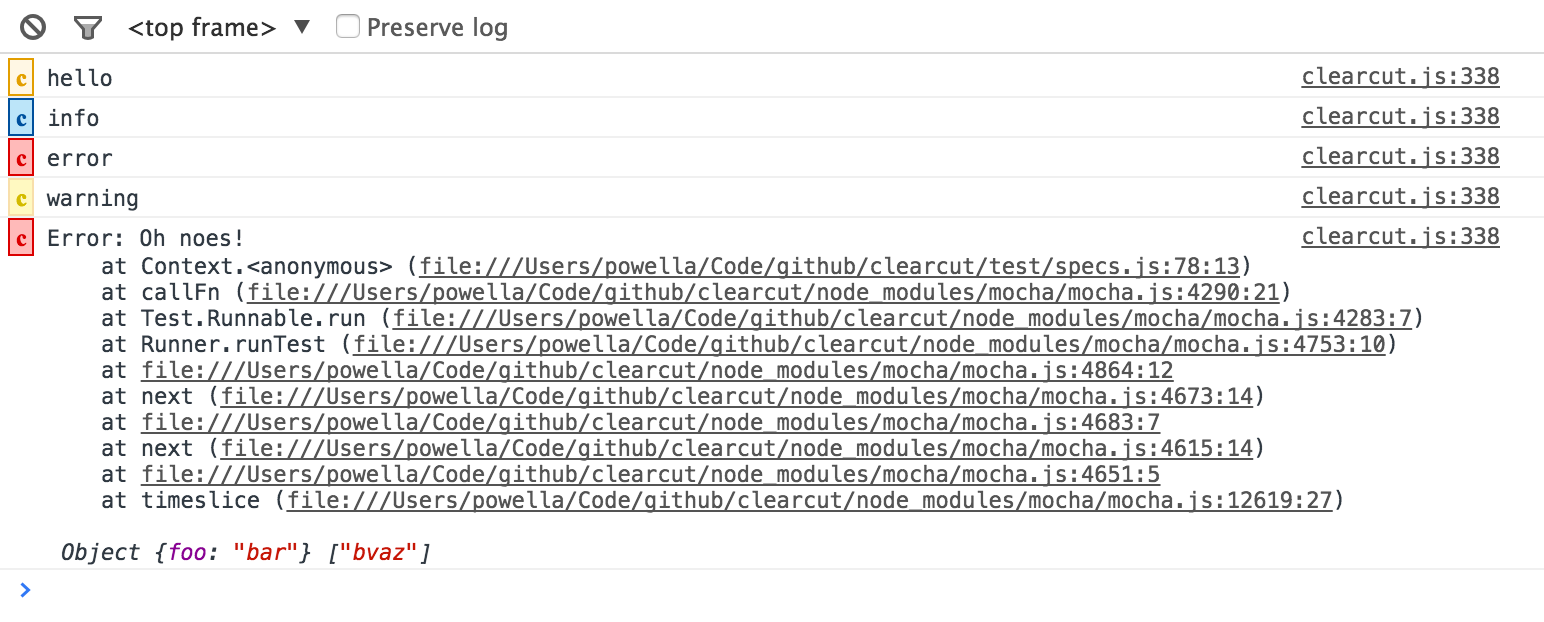 <top frame> ▼ Preserve log
c hello clearcut.js:338
c info clearcut.js:338
c error clearcut.js:338
c warning clearcut.js:338
c Error: Oh noes! clearcut.js:338
at Context.<anonymous> (file:///Users/powella/Code/github/clearcut/test/specs.js:78:13)
at callFn (file:///Users/powella/Code/github/clearcut/node_modules/mocha/mocha.js:4290:21)
at Test.Runnable.run (file:///Users/powella/Code/github/clearcut/node_modules/mocha/mocha.js:4283:7)
at Runner.runTest (file:///Users/powella/Code/github/clearcut/node_modules/mocha/mocha.js:4753:10)
at file:///Users/powella/Code/github/clearcut/node_modules/mocha/mocha.js:4864:12
at next (file:///Users/powella/Code/github/clearcut/node_modules/mocha/mocha.js:4673:14)
at file:///Users/powella/Code/github/clearcut/node_modules/mocha/mocha.js:4683:7
at next (file:///Users/powella/Code/github/clearcut/node_modules/mocha/mocha.js:4615:14)
at file:///Users/powella/Code/github/clearcut/node_modules/mocha/mocha.js:4651:5
at timeslice (file:///Users/powella/Code/github/clearcut/node_modules/mocha/mocha.js:12619:27)
Object {foo: "bar"} ["bvaz"]
>